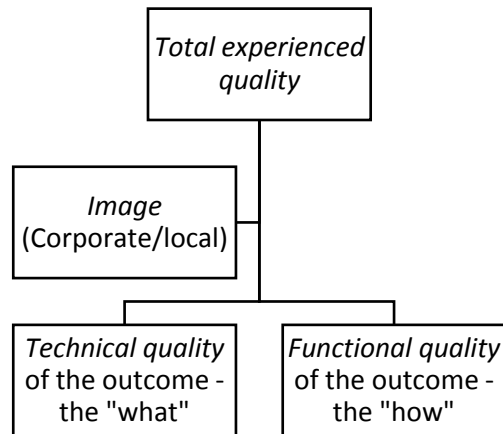 Total experienced
quality
Image
(Corporate/local)
Technical quality
of the outcome -
the "what"
Functional quality
of the outcome -
the "how"